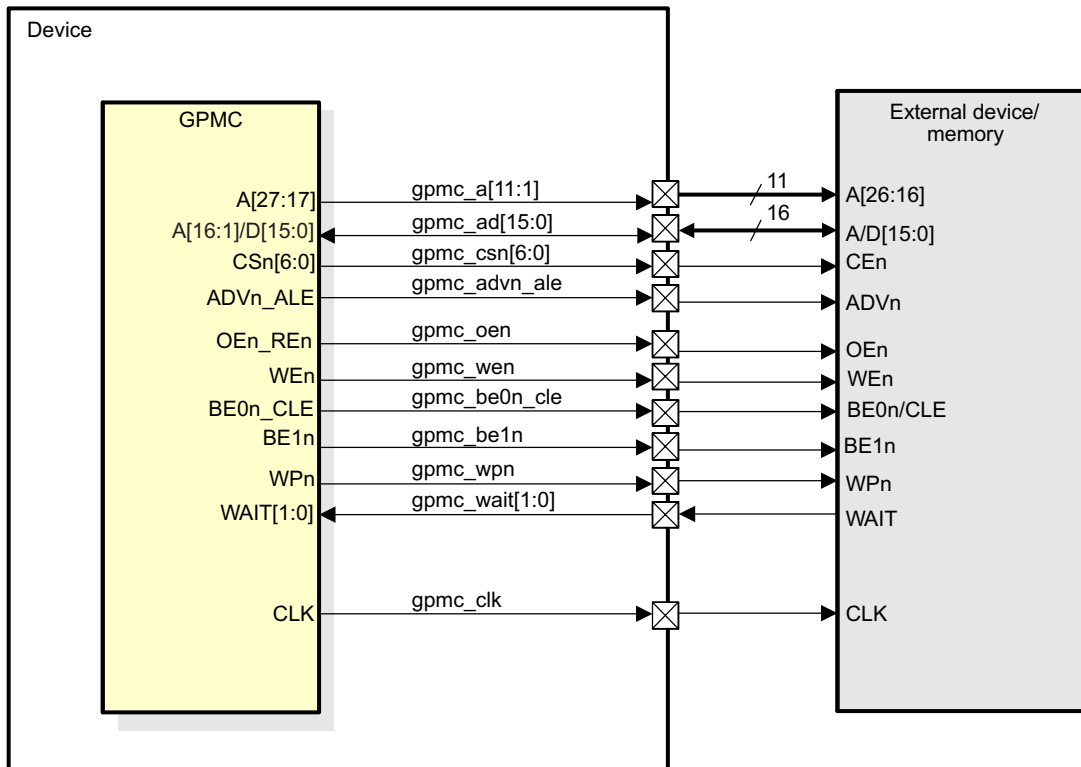 Device
GPMC
External device/
memory
A[27:17]
gpmc_a[11:1]
11
A[26:16]
A[16:1]/D[15:0]
gpmc_ad[15:0]
16
A/D[15:0]
CSn[6:0]
gpmc_csn[6:0]
CEn
ADVn_ALE
gpmc_advn_ale
ADVn
OEn_REn
gpmc_oen
OEn
WEn
gpmc_wen
WEn
BE0n_CLE
gpmc_be0n_cle
BE0n/CLE
BE1n
gpmc_be1n
BE1n
WPn
gpmc_wpn
WPn
WAIT[1:0]
gpmc_wait[1:0]
WAIT
CLK
gpmc_clk
CLK